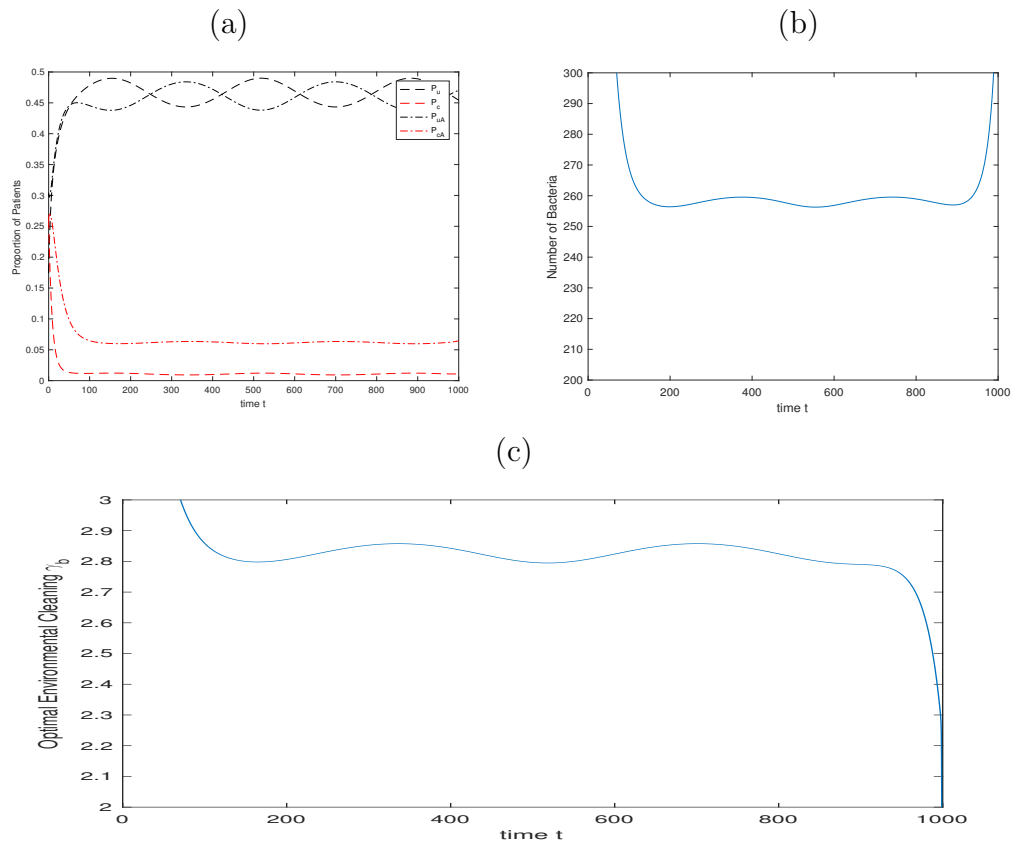 (a)
0.5
0.45
0.4
0.35
0.3
0.25
0.2
0.15
0.1
0.05
0
Proportion of Patients
0 100 200 300 400 500 600 700 800 900 1000
time t
P_u
P_c
P_uA
P_cA
(b)
300
290
280
270
260
250
240
230
220
210
200
Number of Bacteria
0 200 400 600 800 1000
time t
(c)
3
2.9
2.8
2.7
2.6
2.5
2.4
2.3
2.2
2.1
2
Optimal Environmental Cleaning γ_b
0 200 400 600 800 1000
time t